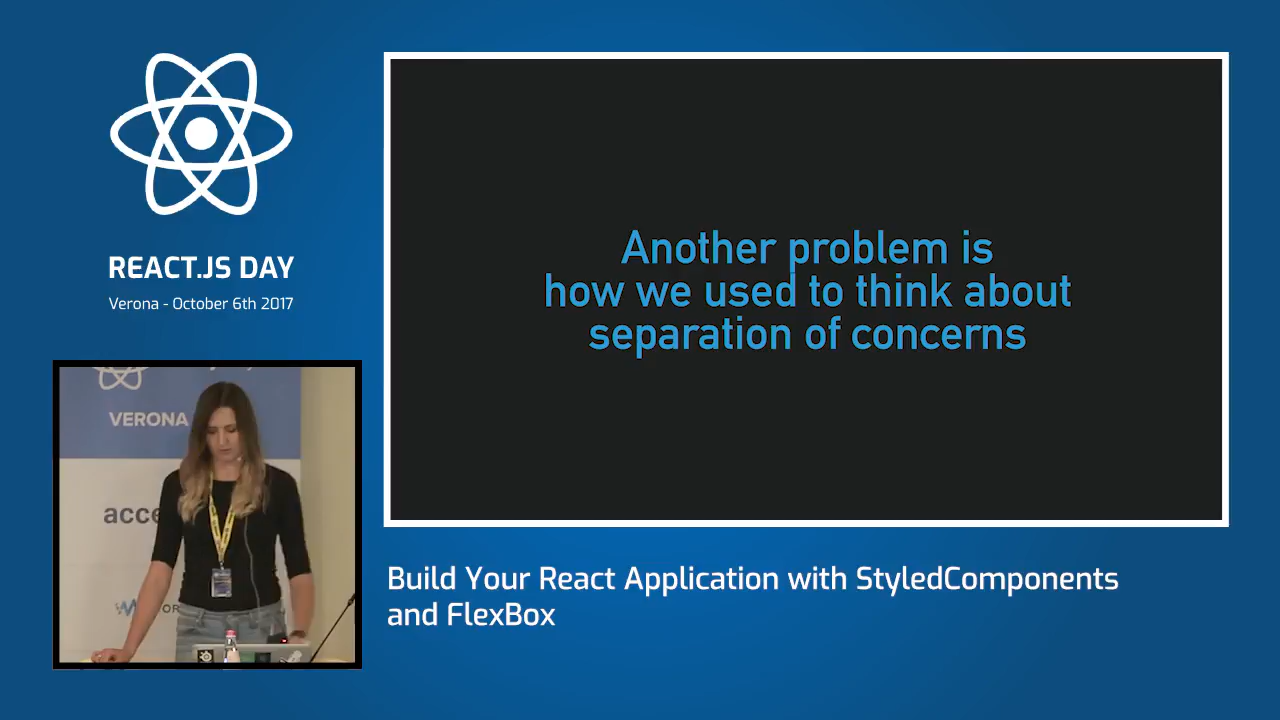 REACT.JS DAY
Verona - October 6th 2017
Another problem is
how we used to think about
separation of concerns
VERONA
acce
Build Your React Application with StyledComponents
and FlexBox